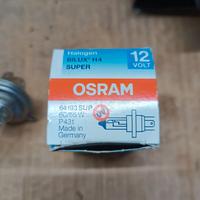 Halogen
BILUX H4
SUPER
12
VOLT
OSRAM
64193 SUP
60/55 W
P43t
Made in
Germany